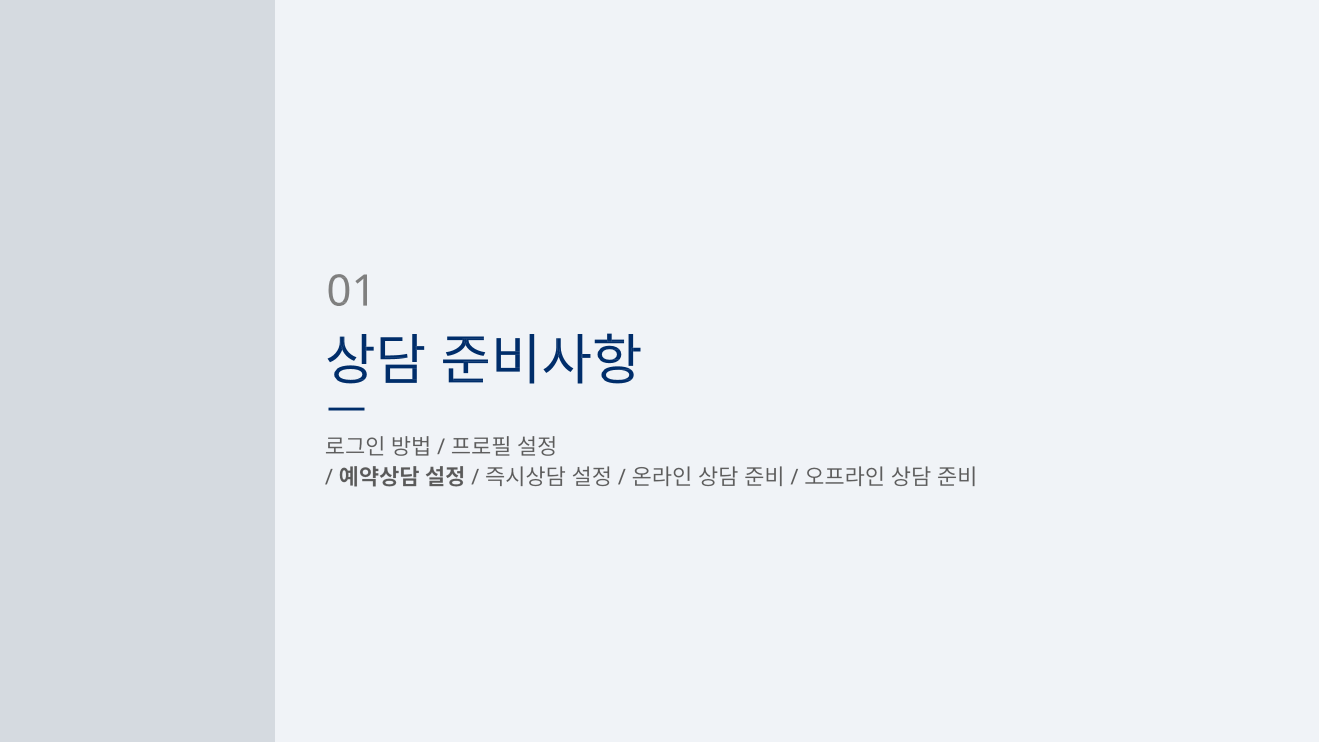 01
상담 준비사항
로그인 방법 / 프로필 설정
/ 예약상담 설정 / 즉시상담 설정 / 온라인 상담 준비 / 오프라인 상담 준비